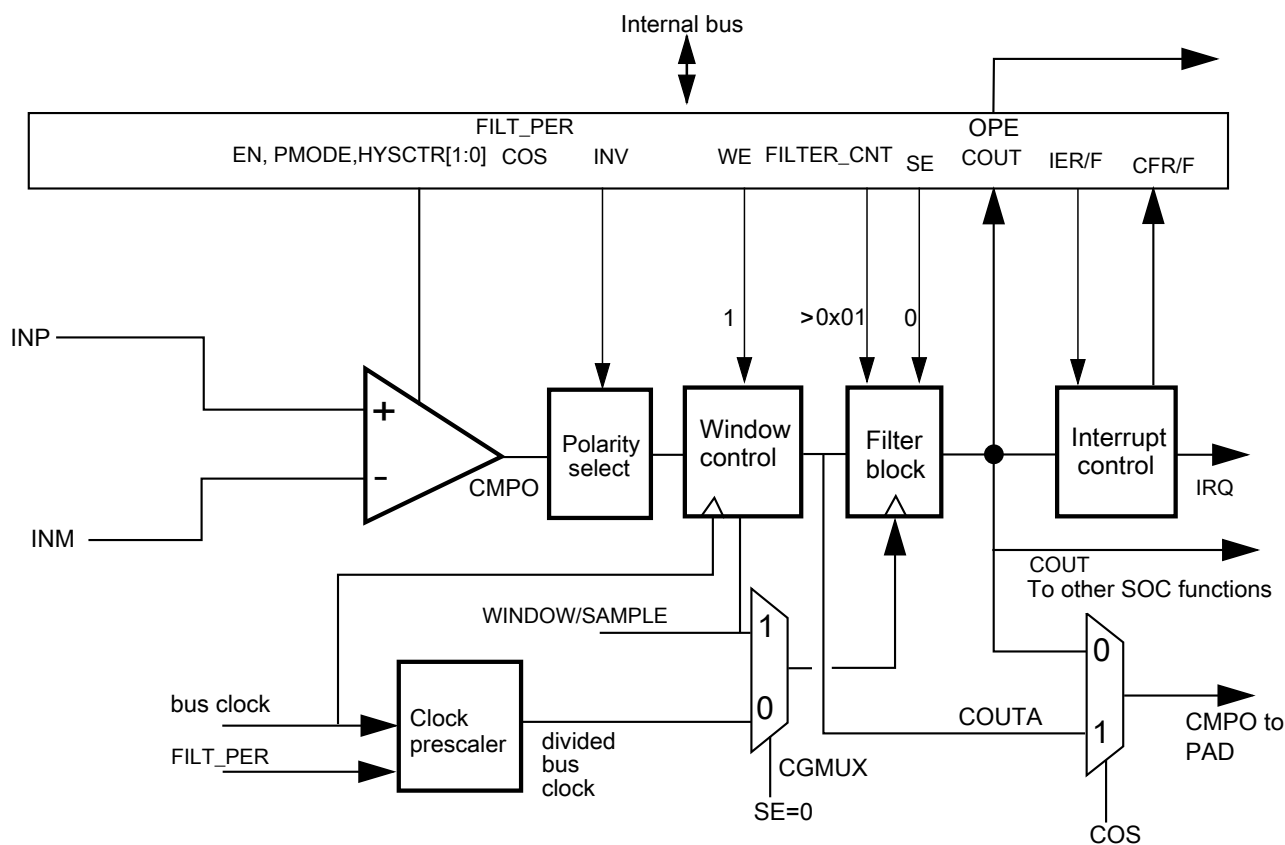 Internal bus
FILT_PER
OPE
EN, PMODE,HYSCTR[1:0]
COS
INV
WE
FILTER_CNT
SE
COUT
IER/F
CFR/F
1
>0x01
0
INP
+
-
INM
CMPO
Polarity
select
Window
control
Filter
block
Interrupt
control
IRQ
COUT
To other SOC functions
WINDOW/SAMPLE
1
0
bus clock
FILT_PER
Clock
prescaler
divided
bus
clock
CGMUX
SE=0
COUTA
0
1
CMPO to
PAD
COS